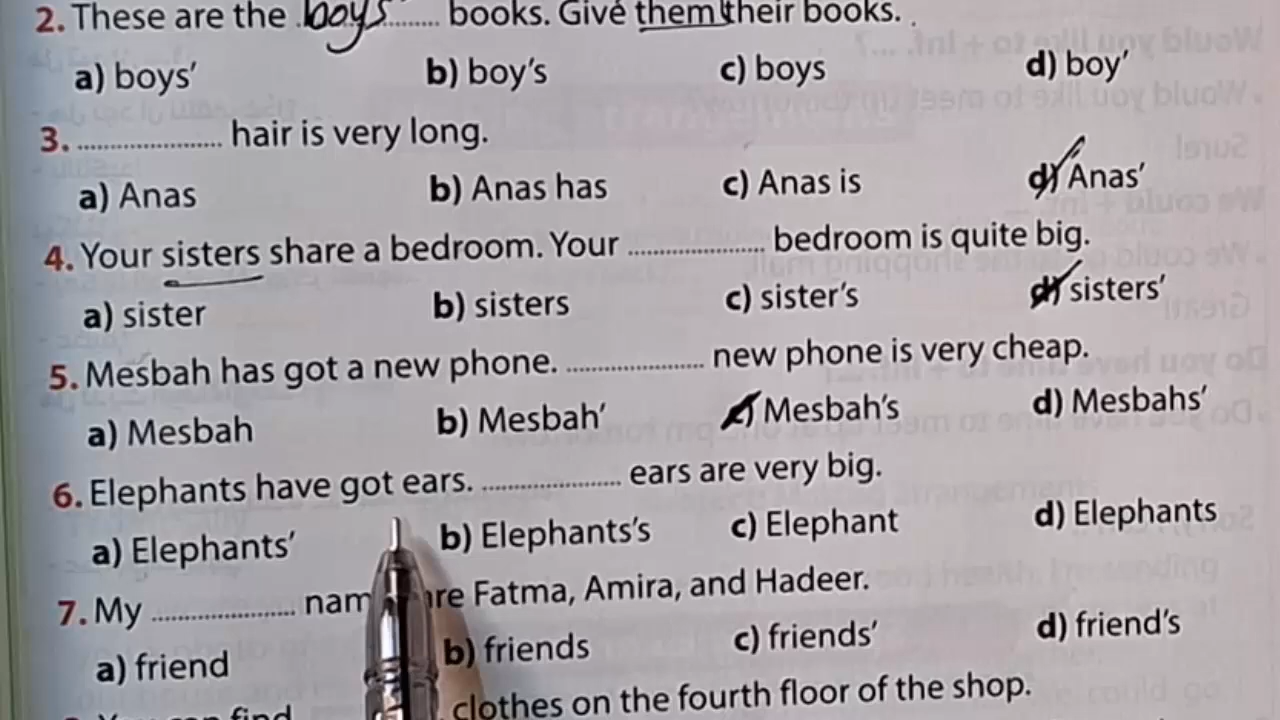 2. These are the boys' books. Give them their books.
a) boys' b) boy's c) boys d) boy'
3. .................... hair is very long.
a) Anas b) Anas has c) Anas is d) Anas'
4. Your sisters share a bedroom. Your .................... bedroom is quite big.
a) sister b) sisters c) sister's d) sisters'
5. Mesbah has got a new phone. .................... new phone is very cheap.
a) Mesbah b) Mesbah' c) Mesbah's d) Mesbahs'
6. Elephants have got ears. .................... ears are very big.
a) Elephants' b) Elephants's c) Elephant d) Elephants
7. My .................... nam re Fatma, Amira, and Hadeer.
a) friend b) friends c) friends' d) friend's
find clothes on the fourth floor of the shop.